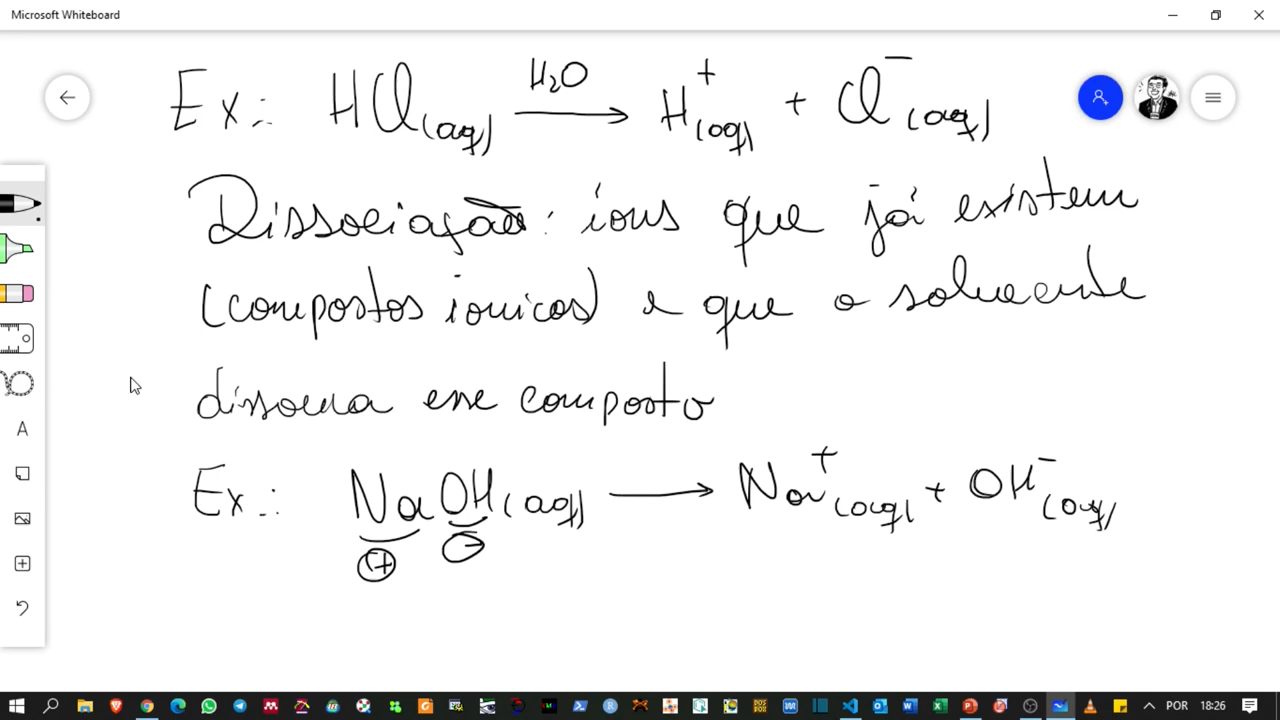 Microsoft Whiteboard
Ex.: HCl(aq) H₂O → H⁺(aq) + Cl⁻(aq)
Dissociação: íons que já existem
(compostos iônicos) e que o solvente
dissocia esse composto
Ex.: NaOH(aq) → Na⁺(aq) + OH⁻(aq)
+ −
POR 18:26